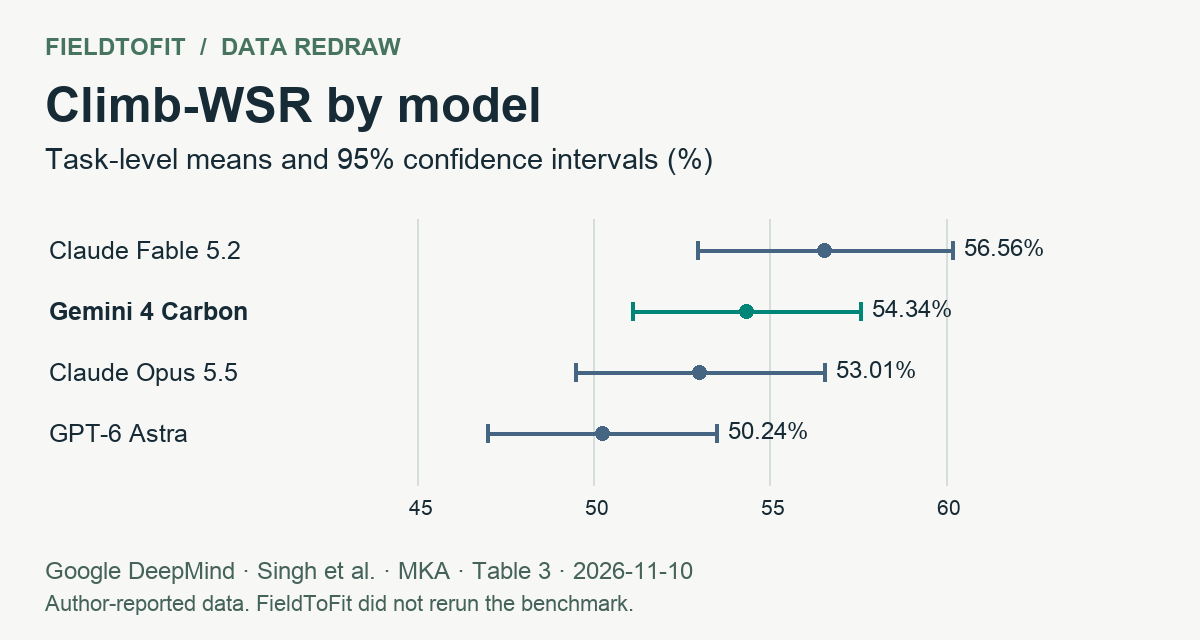 FIELDTOFIT / DATA REDRAW
Climb-WSR by model
Task-level means and 95% confidence intervals (%)
Claude Fable 5.2
56.56%
Gemini 4 Carbon
54.34%
Claude Opus 5.5
53.01%
GPT-6 Astra
50.24%
45 50 55 60
Google DeepMind · Singh et al. · MKA · Table 3 · 2026-11-10
Author-reported data. FieldToFit did not rerun the benchmark.